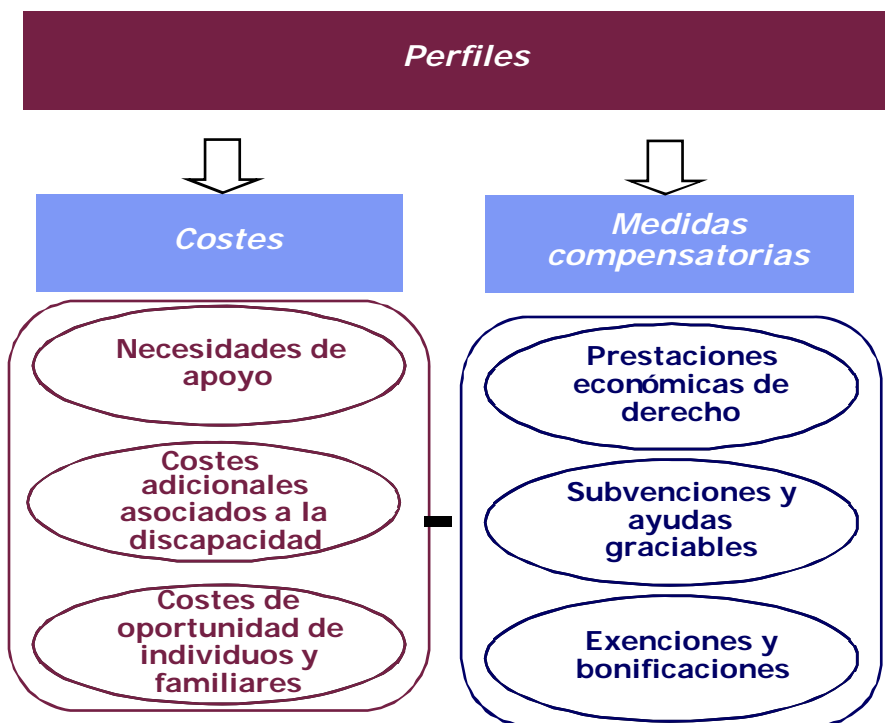 Perfiles
Costes
Medidas
compensatorias
Necesidades de
apoyo
Costes
adicionales
asociados a la
discapacidad
Costes de
oportunidad de
individuos y
familiares
-
Prestaciones
económicas de
derecho
Subvenciones y
ayudas
graciables
Exenciones y
bonificaciones